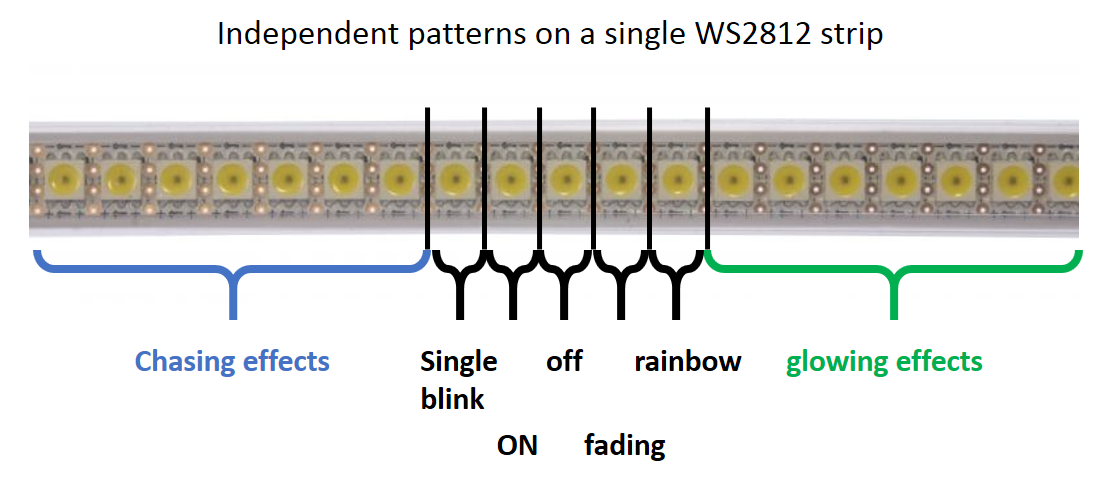 Independent patterns on a single WS2812 strip
Chasing effects
Single
blink
ON
off
fading
rainbow
glowing effects